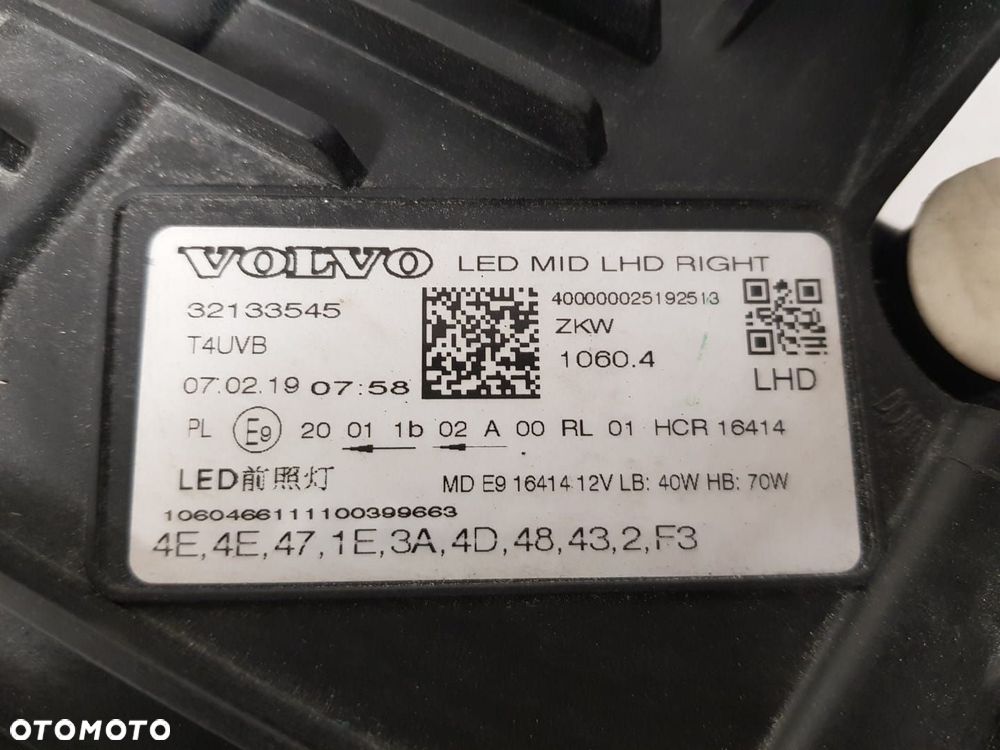 VOLVO LED MID LHD RIGHT
32133545
400000025192513
T4UVB
ZKW
1060.4
07.02.19 07:58
LHD
PL E9 20 01 1b 02 A 00 RL 01 HCR 16414
LED前照灯
MD E9 16414 12V LB: 40W HB: 70W
1060466111100399663
4E,4E,47,1E,3A,4D,48,43,2,F3
OTOMOTO